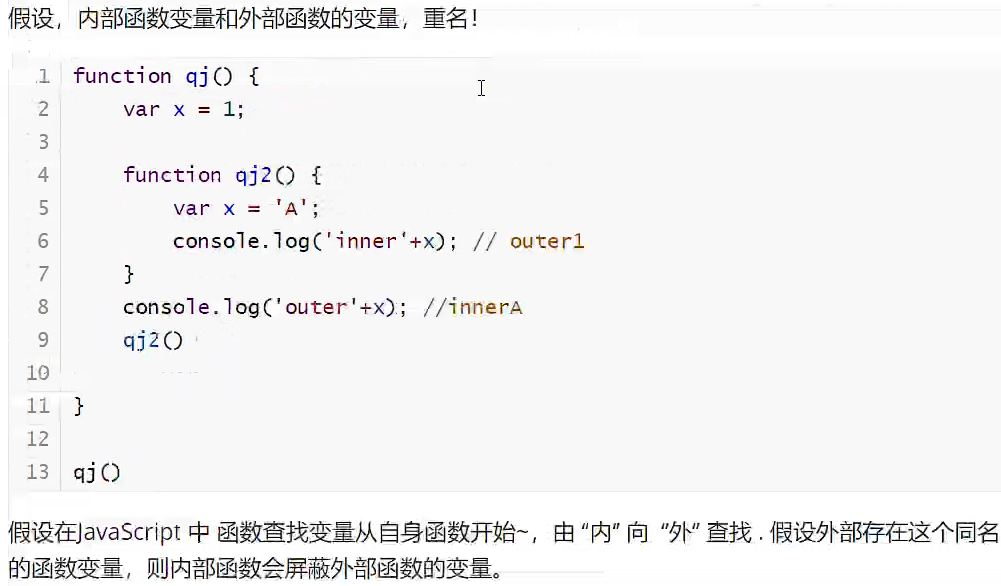 假设，内部函数变量和外部函数的变量，重名！
1 function qj() {
2     var x = 1;
3
4     function qj2() {
5         var x = 'A';
6         console.log('inner'+x); // outer1
7     }
8     console.log('outer'+x); //innerA
9     qj2()
10
11 }
12
13 qj()
假设在JavaScript 中 函数查找变量从自身函数开始~，由 “内” 向 “外” 查找 . 假设外部存在这个同名
的函数变量，则内部函数会屏蔽外部函数的变量。